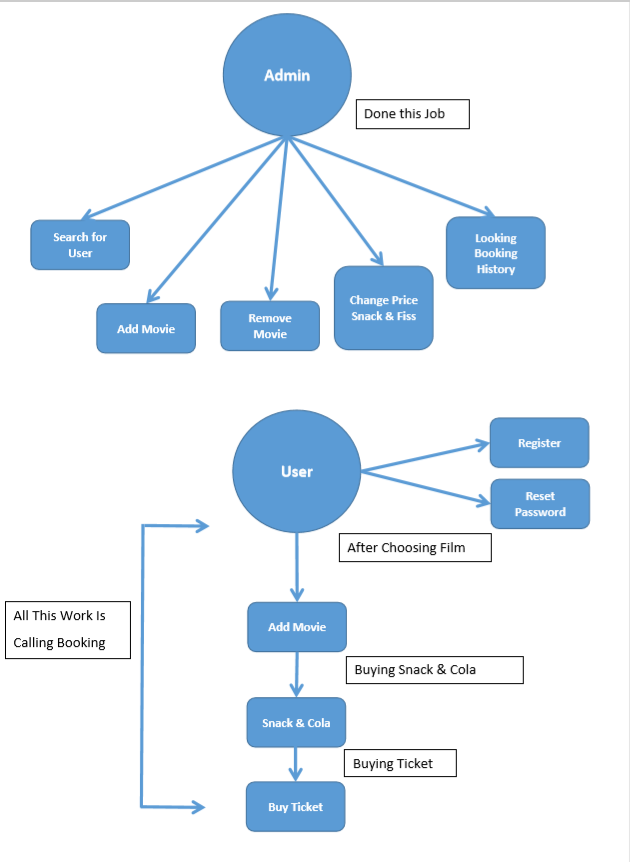 Admin
Done this Job
Search for
User
Add Movie
Remove
Movie
Change Price
Snack & Fiss
Looking
Booking
History
User
Register
Reset
Password
After Choosing Film
All This Work Is
Calling Booking
Add Movie
Buying Snack & Cola
Snack & Cola
Buying Ticket
Buy Ticket